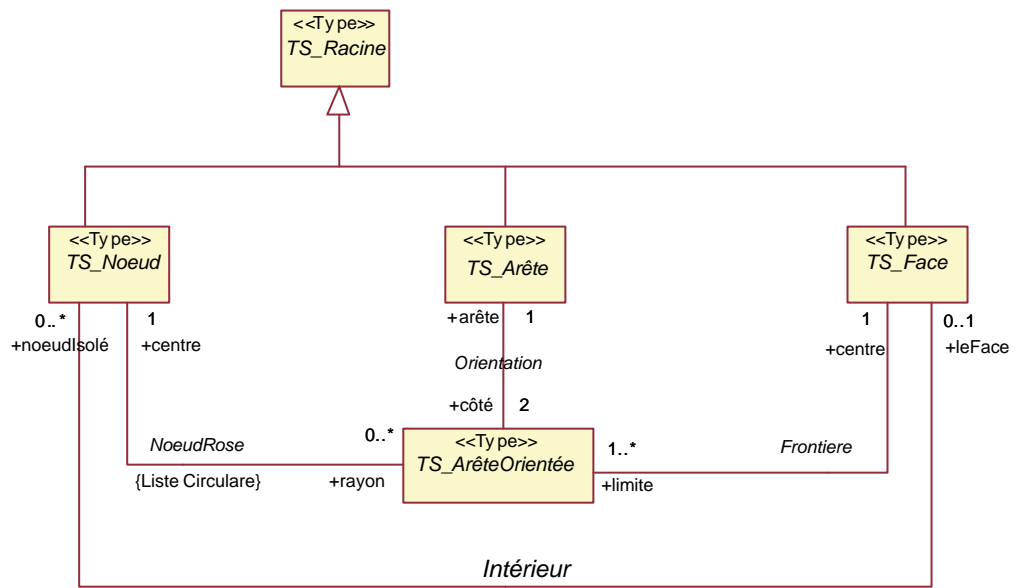 <<Type>>
TS_Racine
<<Type>>
TS_Noeud
<<Type>>
TS_Arête
<<Type>>
TS_Face
0..*
1
+noeudIsolé
+centre
+arête
1
1
0..1
+centre
+leFace
Orientation
+côté
2
NoeudRose
0..*
<<Type>>
TS_ArêteOrientée
1..*
Frontiere
{Liste Circulare}
+rayon
+limite
Intérieur